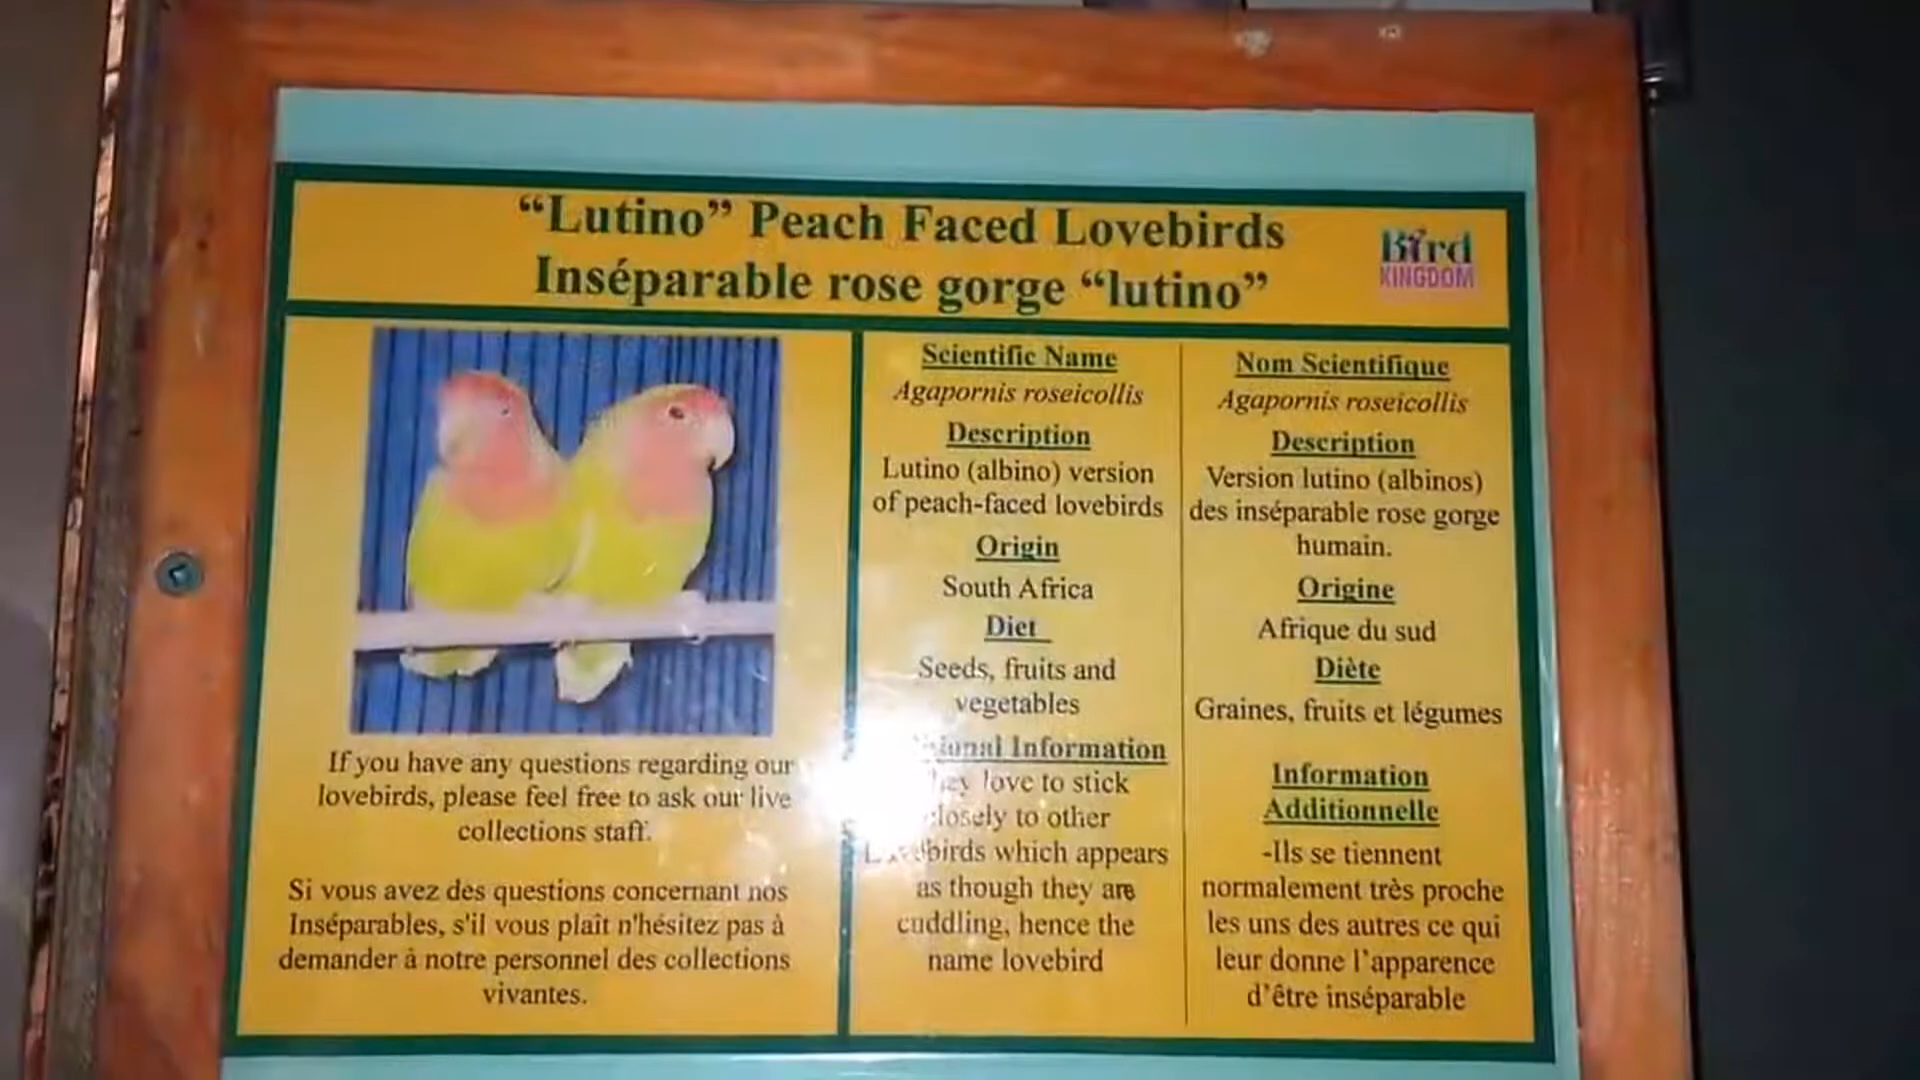 “Lutino” Peach Faced Lovebirds
Inséparable rose gorge “lutino”
Bird
KINGDOM
If you have any questions regarding our
lovebirds, please feel free to ask our live
collections staff.
Si vous avez des questions concernant nos
Inséparables, s'il vous plaît n'hésitez pas à
demander à notre personnel des collections
vivantes.
Scientific Name
Agapornis roseicollis
Description
Lutino (albino) version
of peach-faced lovebirds
Origin
South Africa
Diet
Seeds, fruits and
vegetables
Information
love to stick
closely to other
Lovebirds which appears
as though they are
cuddling, hence the
name lovebird
Nom Scientifique
Agapornis roseicollis
Description
Version lutino (albinos)
des inséparable rose gorge
humain.
Origine
Afrique du sud
Diète
Graines, fruits et légumes
Information
Additionnelle
-Ils se tiennent
normalement très proche
les uns des autres ce qui
leur donne l’apparence
d’être inséparable